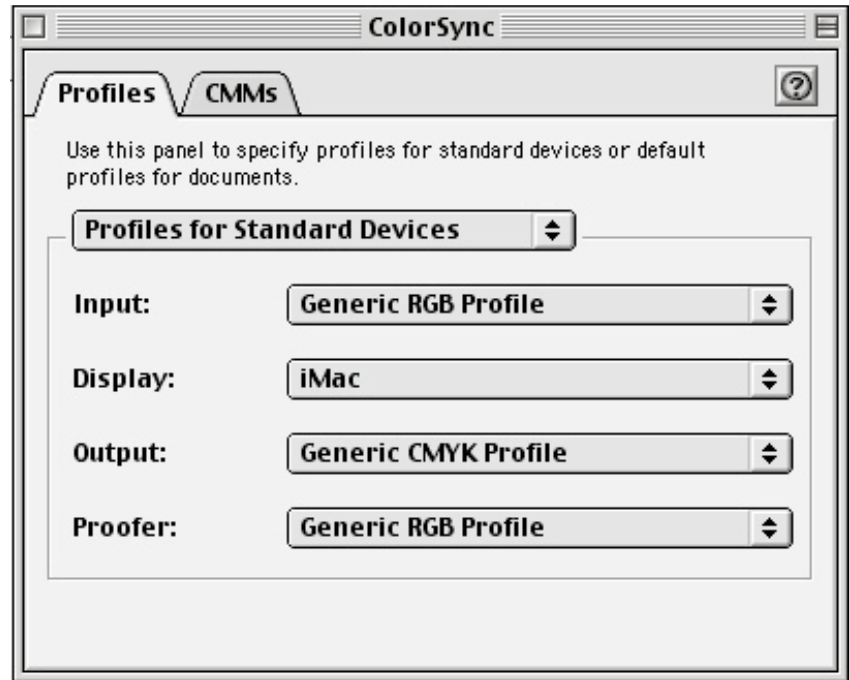 ColorSync
Profiles CMMs
Use this panel to specify profiles for standard devices or default
profiles for documents.
Profiles for Standard Devices
Input: Generic RGB Profile
Display: iMac
Output: Generic CMYK Profile
Proofer: Generic RGB Profile